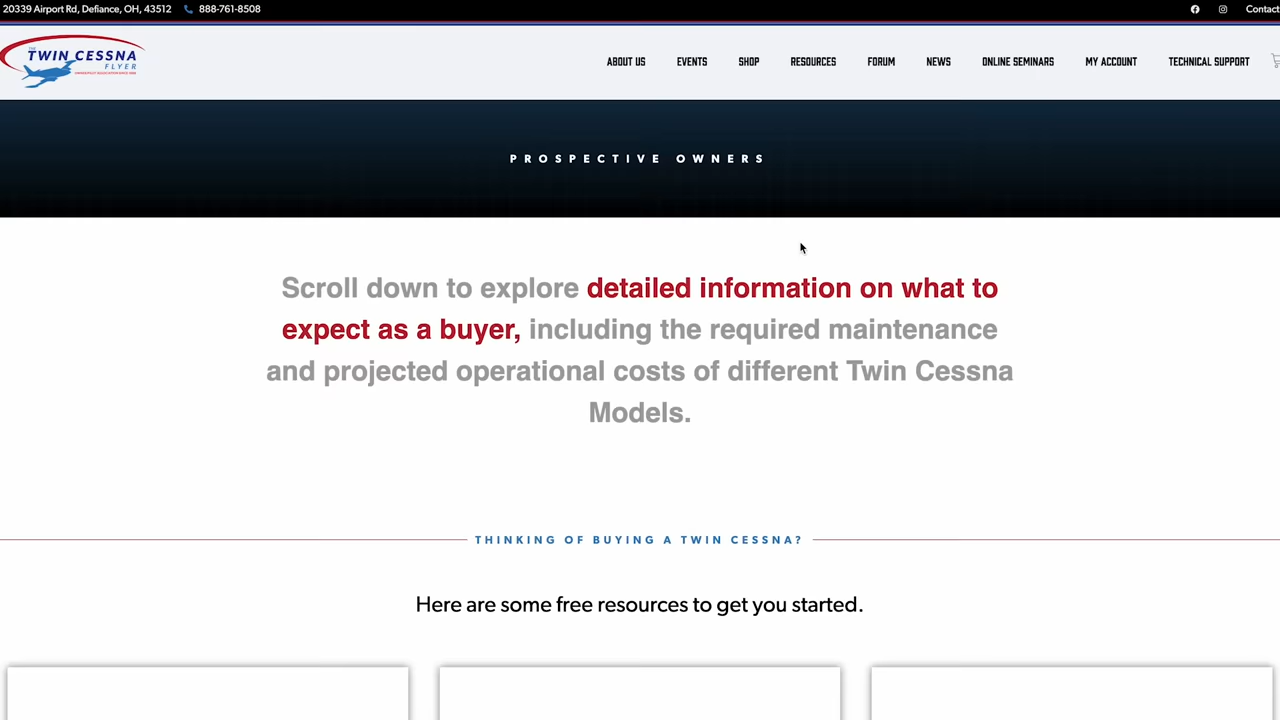 20339 Airport Rd, Defiance, OH, 43512
888-761-8508
Contact
THE
TWIN CESSNA
FLYER
ABOUT US
EVENTS
SHOP
RESOURCES
FORUM
NEWS
ONLINE SEMINARS
MY ACCOUNT
TECHNICAL SUPPORT
PROSPECTIVE OWNERS
Scroll down to explore detailed information on what to
expect as a buyer, including the required maintenance
and projected operational costs of different Twin Cessna
Models.
THINKING OF BUYING A TWIN CESSNA?
Here are some free resources to get you started.